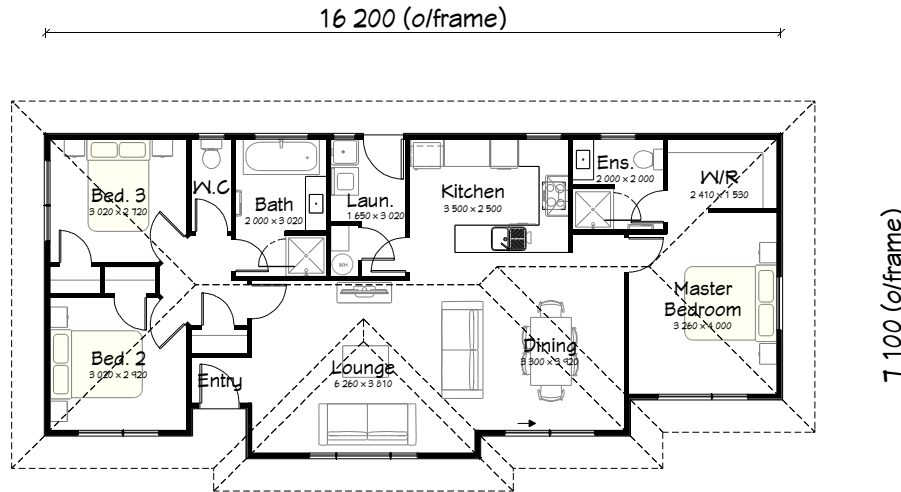 16 200 (o/frame)
Bed. 3
3 020 x 2 720
W.C
Bath
2 000 x 3 020
Laun.
1 650 x 3 020
Kitchen
3 500 x 2 500
Ens.
2 000 x 2 000
W/R
2 410 x 1 530
WH
Master
Bedroom
3 260 x 4 000
7 100 (o/frame)
Bed. 2
3 020 x 2 920
Entry
Lounge
6 260 x 3 810
Dining
3 300 x 3 920